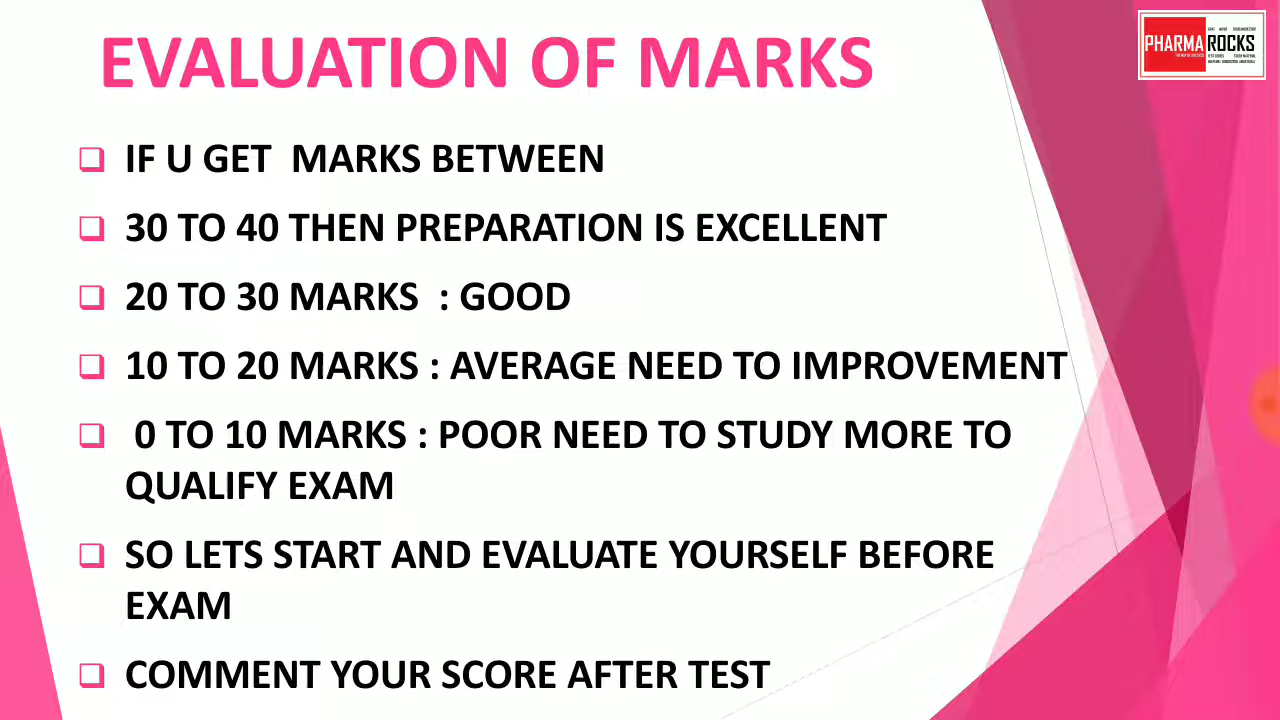 EVALUATION OF MARKS
PHARMA ROCKS
IF U GET MARKS BETWEEN
30 TO 40 THEN PREPARATION IS EXCELLENT
20 TO 30 MARKS : GOOD
10 TO 20 MARKS : AVERAGE NEED TO IMPROVEMENT
0 TO 10 MARKS : POOR NEED TO STUDY MORE TO
QUALIFY EXAM
SO LETS START AND EVALUATE YOURSELF BEFORE
EXAM
COMMENT YOUR SCORE AFTER TEST